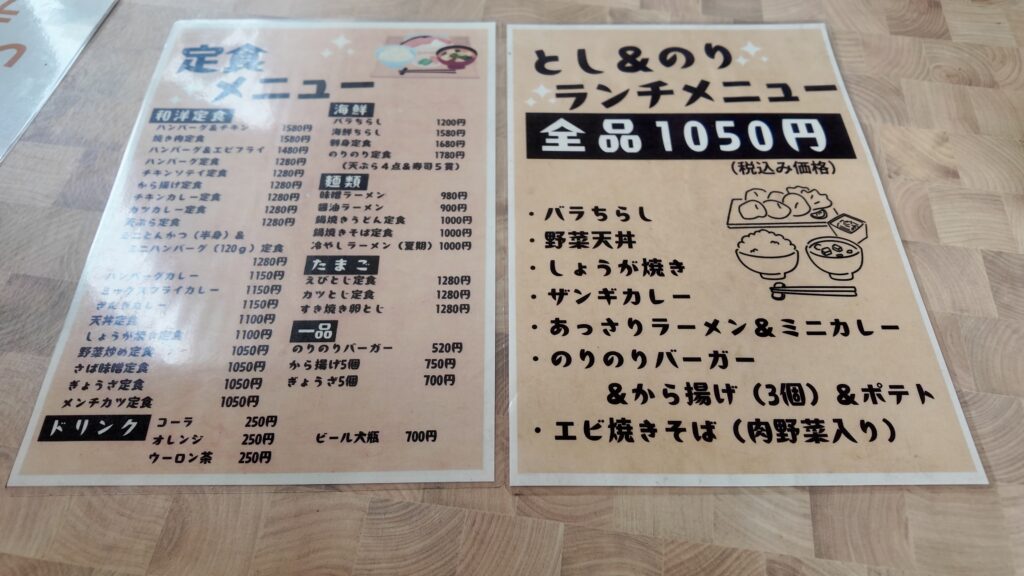 定食
メニュー
和洋定食
ハンバーグ&チキン 1580円
焼き肉定食 1580円
ハンバーグ&エビフライ 1480円
ハンバーグ定食 1280円
チキンソテイ定食 1280円
から揚げ定食 1280円
チキンカレー定食 1280円
カツカレー定食 1280円
天ぷら定食 1280円
ミニとんかつ(半身)&
ミニハンバーグ(120g)定食
1280円
ハンバーグカレー 1150円
ミックスフライカレー 1150円
ざんぎカレー 1150円
天丼定食 1100円
しょうが焼き定食 1100円
野菜炒め定食 1050円
さば味噌定食 1050円
ぎょうざ定食 1050円
メンチカツ定食 1050円
ドリンク
コーラ 250円
オレンジ 250円
ウーロン茶 250円
ビール大瓶 700円
海鮮
バラちらし 1200円
海鮮ちらし 1580円
刺身定食 1680円
のりのり定食 1780円
(天ぷら4点&寿司5貫)
麺類
味噌ラーメン 980円
醤油ラーメン 900円
鍋焼きうどん定食 1000円
鍋焼きそば定食 1000円
冷やしラーメン(夏期) 1000円
たまご
えびとじ定食 1280円
カツとじ定食 1280円
すき焼き卵とじ 1280円
一品
のりのりバーガー 520円
から揚げ5個 750円
ぎょうざ5個 700円
とし&のり
ランチメニュー
全品1050円
(税込み価格)
・バラちらし
・野菜天丼
・しょうが焼き
・ザンギカレー
・あっさりラーメン&ミニカレー
・のりのりバーガー
&から揚げ(3個)&ポテト
・エビ焼きそば(肉野菜入り)